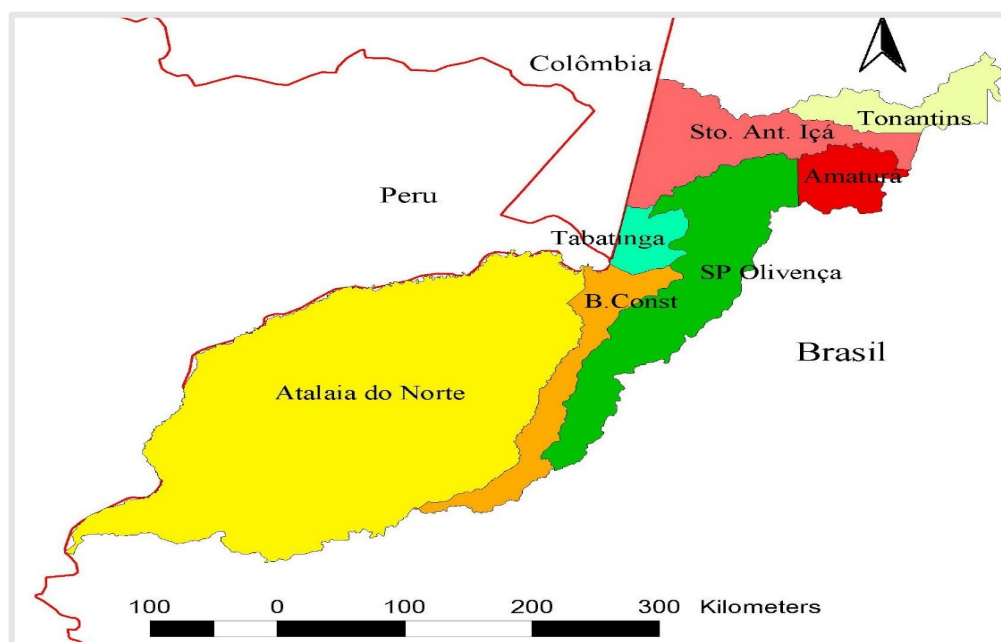 Colômbia
Tonantins
Sto. Ant. Içá
Amatura
Peru
Tabatinga
SP Olivença
B.Const
Brasil
Atalaia do Norte
100 0 100 200 300 Kilometers